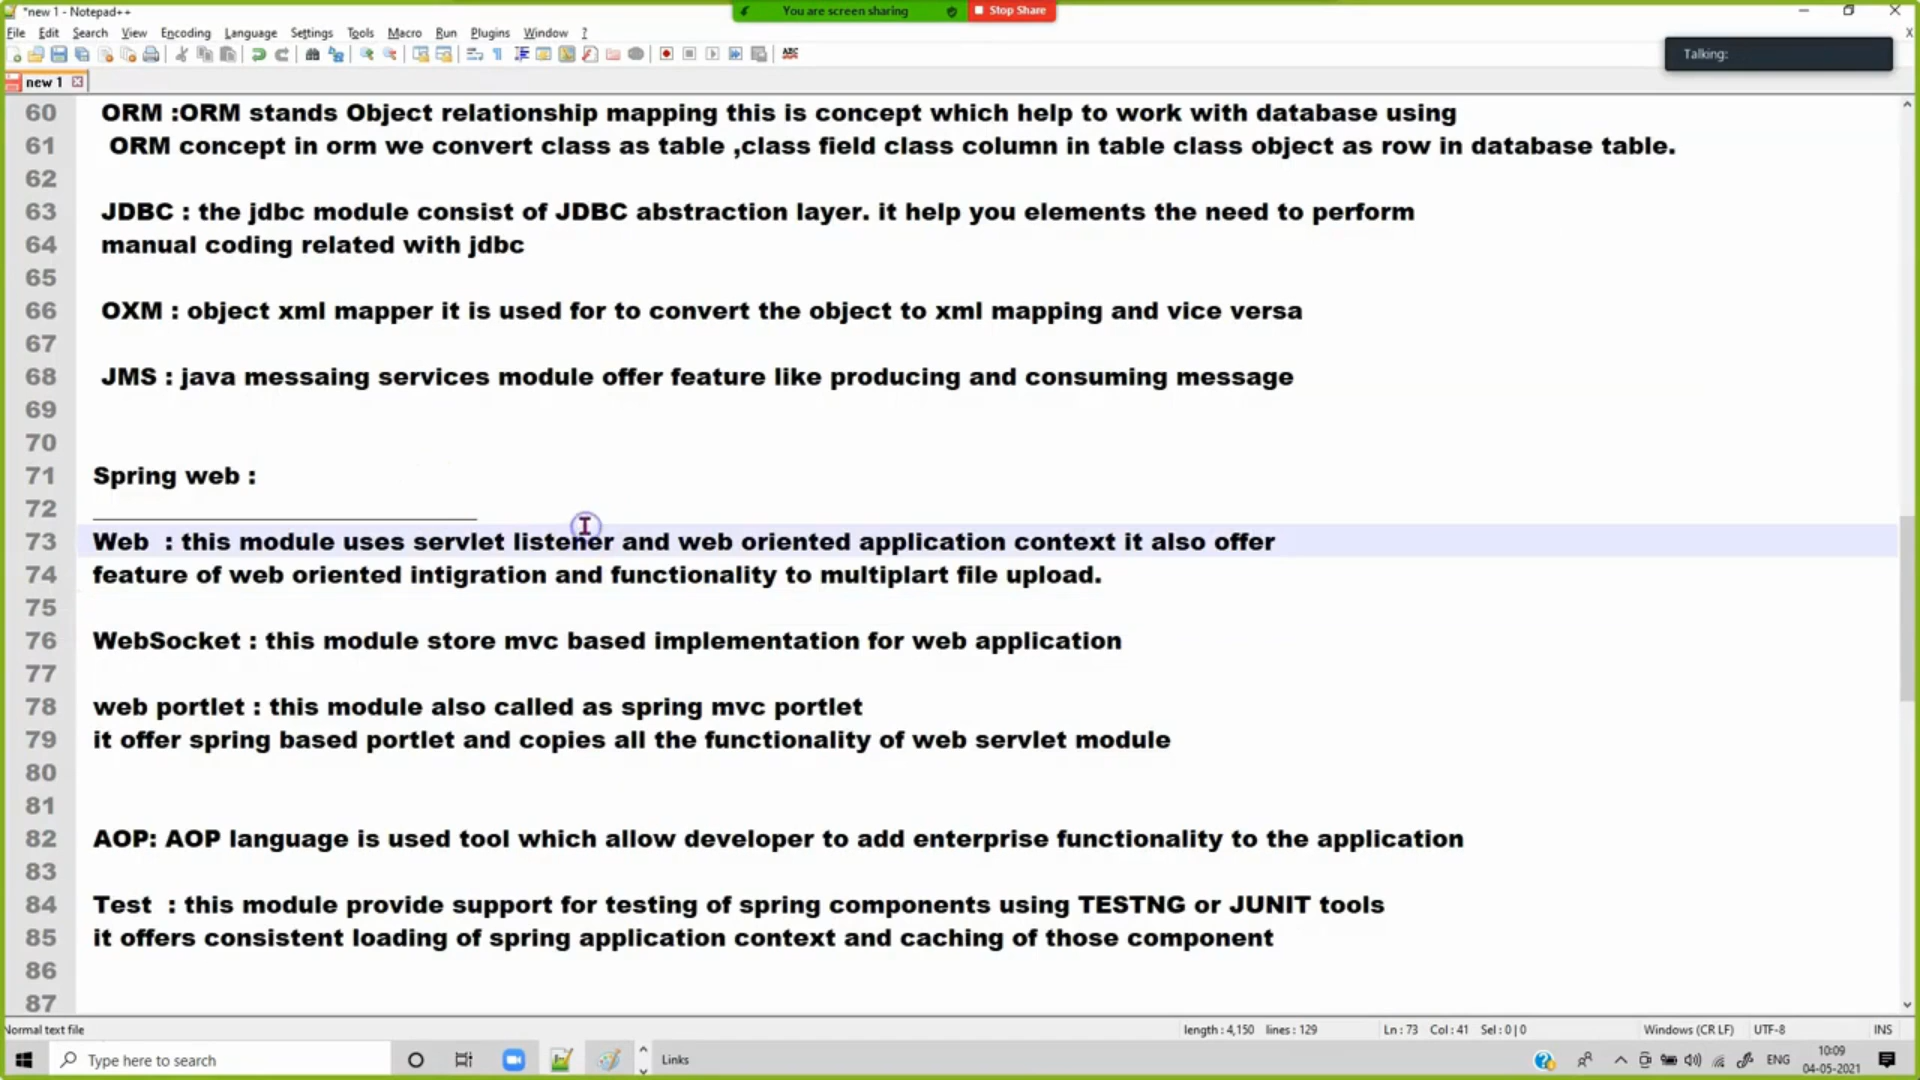 *new 1 - Notepad++
You are screen sharing
Stop Share
File Edit Search View Encoding Language Settings Tools Macro Run Plugins Window ?
X
Talking:
ABC
new 1
60 ORM :ORM stands Object relationship mapping this is concept which help to work with database using
61 ORM concept in orm we convert class as table ,class field class column in table class object as row in database table.
62
63 JDBC : the jdbc module consist of JDBC abstraction layer. it help you elements the need to perform
64 manual coding related with jdbc
65
66 OXM : object xml mapper it is used for to convert the object to xml mapping and vice versa
67
68 JMS : java messaing services module offer feature like producing and consuming message
69
70
71 Spring web :
72 ____________________________
73 Web  : this module uses servlet listener and web oriented application context it also offer
74 feature of web oriented intigration and functionality to multiplart file upload.
75
76 WebSocket : this module store mvc based implementation for web application
77
78 web portlet : this module also called as spring mvc portlet
79 it offer spring based portlet and copies all the functionality of web servlet module
80
81
82 AOP: AOP language is used tool which allow developer to add enterprise functionality to the application
83
84 Test  : this module provide support for testing of spring components using TESTNG or JUNIT tools
85 it offers consistent loading of spring application context and caching of those component
86
87
Normal text file length : 4,150 lines : 129 Ln : 73 Col : 41 Sel : 0 | 0 Windows (CR LF) UTF-8 INS
Type here to search Links ENG 10:09
04-05-2021